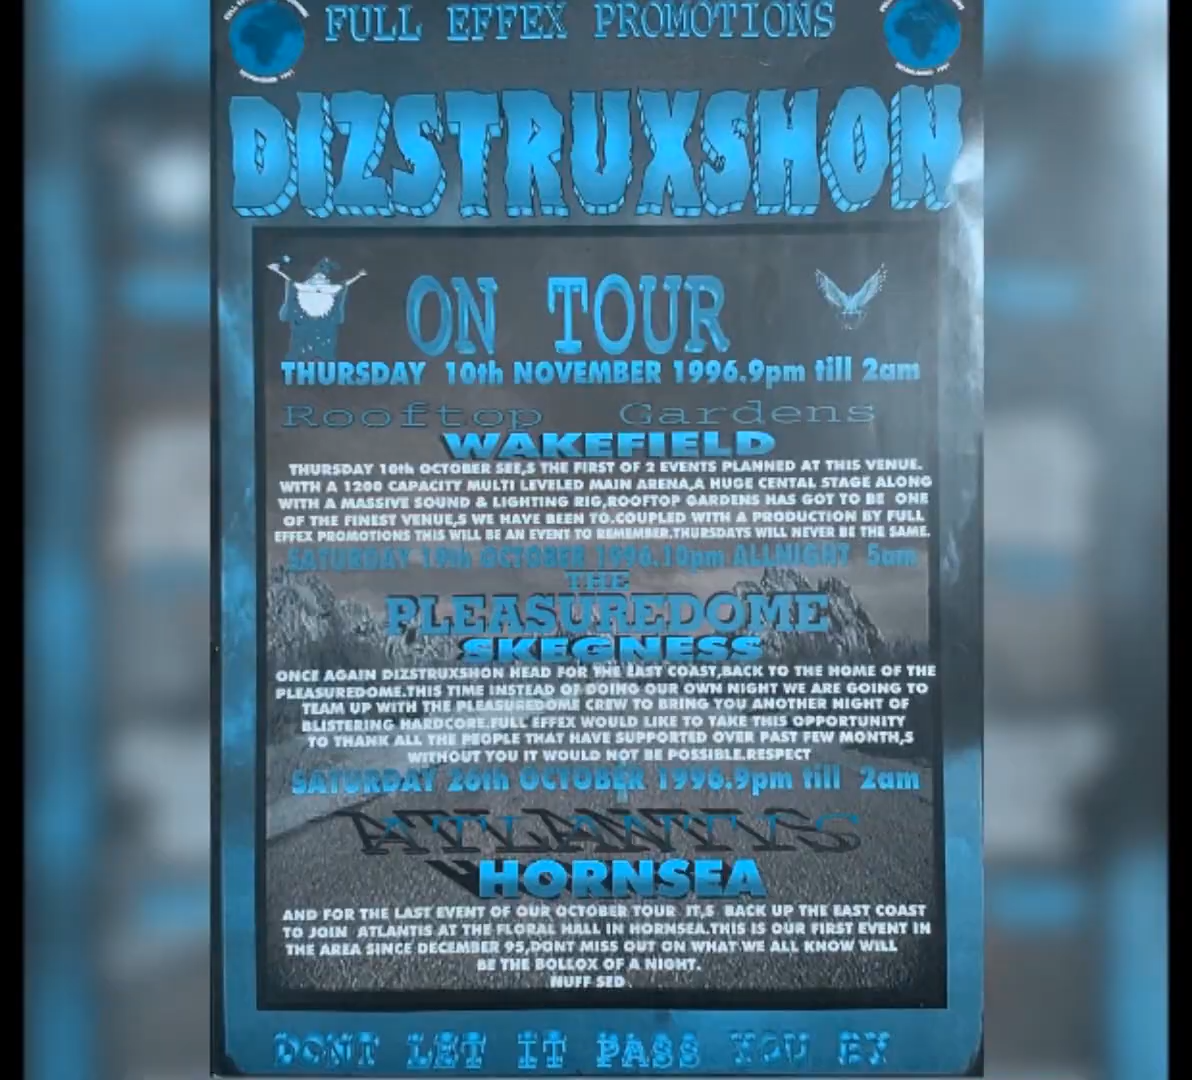 FULL EFFEX PROMOTIONS
DIZSTRUXSHON
ON TOUR
THURSDAY 10th NOVEMBER 1996.9pm till 2am
Rooftop Gardens
WAKEFIELD
THURSDAY 10th OCTOBER SEE,S THE FIRST OF 2 EVENTS PLANNED AT THIS VENUE.
WITH A 1200 CAPACITY MULTI LEVELED MAIN ARENA,A HUGE CENTAL STAGE ALONG
WITH A MASSIVE SOUND & LIGHTING RIG,ROOFTOP GARDENS HAS GOT TO BE ONE
OF THE FINEST VENUE,S WE HAVE BEEN TO.COUPLED WITH A PRODUCTION BY FULL
EFFEX PROMOTIONS THIS WILL BE AN EVENT TO REMEMBER.THURSDAYS WILL NEVER BE THE SAME.
SATURDAY 19th OCTOBER 1996.10pm ALLNIGHT 5am
THE
PLEASUREDOME
SKEGNESS
ONCE AGAIN DIZSTRUXSHON HEAD FOR THE EAST COAST,BACK TO THE HOME OF THE
PLEASUREDOME.THIS TIME INSTEAD OF DOING OUR OWN NIGHT WE ARE GOING TO
TEAM UP WITH THE PLEASUREDOME CREW TO BRING YOU ANOTHER NIGHT OF
BLISTERING HARDCORE.FULL EFFEX WOULD LIKE TO TAKE THIS OPPORTUNITY
TO THANK ALL THE PEOPLE THAT HAVE SUPPORTED OVER PAST FEW MONTH,S
WITHOUT YOU IT WOULD NOT BE POSSIBLE.RESPECT
SATURDAY 26th OCTOBER 1996.9pm till 2am
ATLANTIS
HORNSEA
AND FOR THE LAST EVENT OF OUR OCTOBER TOUR IT,S BACK UP THE EAST COAST
TO JOIN ATLANTIS AT THE FLORAL HALL IN HORNSEA.THIS IS OUR FIRST EVENT IN
THE AREA SINCE DECEMBER 95,DONT MISS OUT ON WHAT WE ALL KNOW WILL
BE THE BOLLOX OF A NIGHT.
NUFF SED
DONT LET IT PASS YOU BY